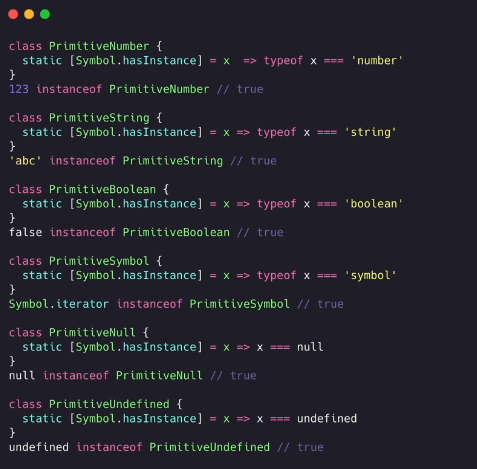 class PrimitiveNumber {
  static [Symbol.hasInstance] = x  => typeof x === 'number'
}
123 instanceof PrimitiveNumber // true

class PrimitiveString {
  static [Symbol.hasInstance] = x => typeof x === 'string'
}
'abc' instanceof PrimitiveString // true

class PrimitiveBoolean {
  static [Symbol.hasInstance] = x => typeof x === 'boolean'
}
false instanceof PrimitiveBoolean // true

class PrimitiveSymbol {
  static [Symbol.hasInstance] = x => typeof x === 'symbol'
}
Symbol.iterator instanceof PrimitiveSymbol // true

class PrimitiveNull {
  static [Symbol.hasInstance] = x => x === null
}
null instanceof PrimitiveNull // true

class PrimitiveUndefined {
  static [Symbol.hasInstance] = x => x === undefined
}
undefined instanceof PrimitiveUndefined // true